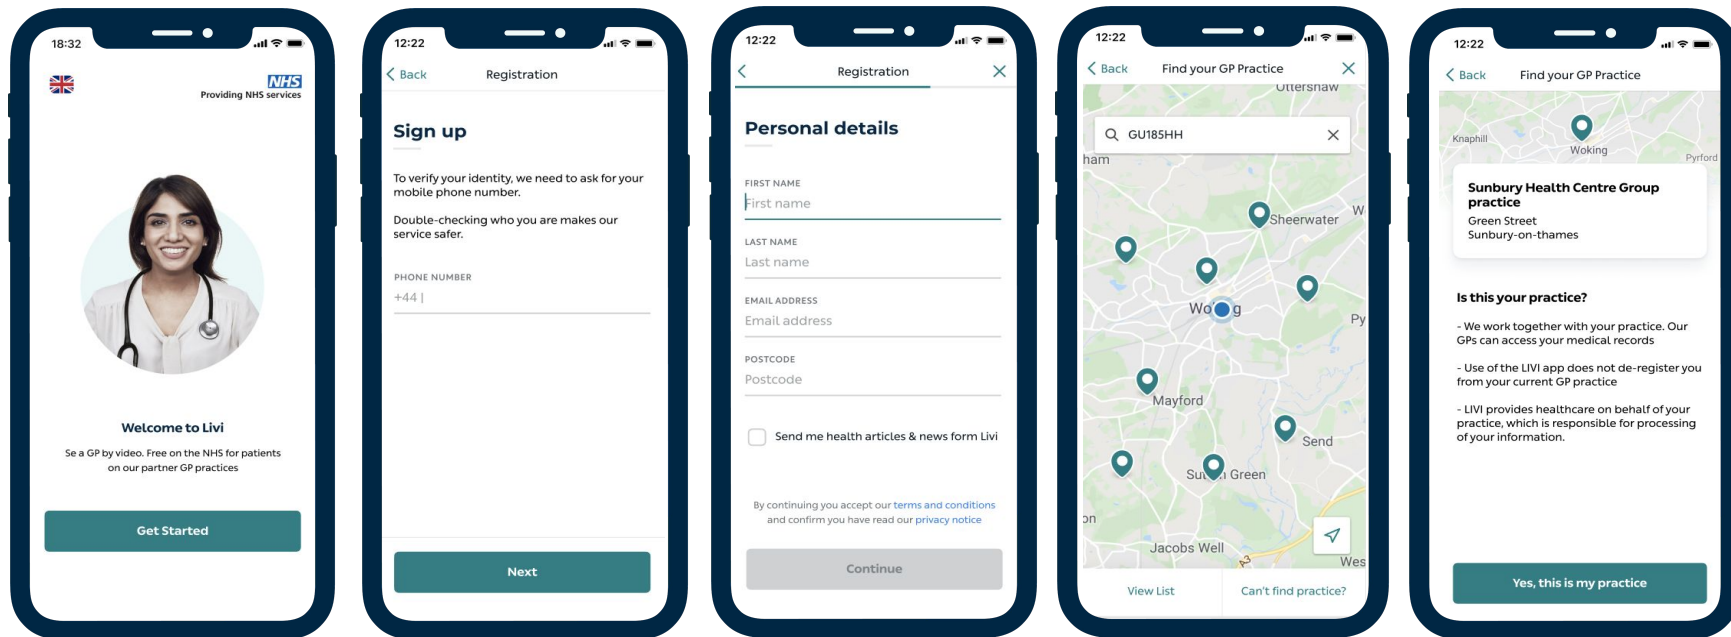 18:32
NHS
Providing NHS services
Welcome to Livi
Se a GP by video. Free on the NHS for patients
on our partner GP practices
Get Started
12:22
Back
Registration
Sign up
To verify your identity, we need to ask for your
mobile phone number.
Double-checking who you are makes our
service safer.
PHONE NUMBER
+44 |
Next
12:22
Registration
Personal details
FIRST NAME
First name
LAST NAME
Last name
EMAIL ADDRESS
Email address
POSTCODE
Postcode
Send me health articles & news form Livi
By continuing you accept our terms and conditions
and confirm you have read our privacy notice
Continue
12:22
Back
Find your GP Practice
Ottershaw
GU185HH
ham
Sheerwater
W
Py
Mayford
Send
Green
on
Jacobs Well
A3
Wes
View List
Can't find practice?
12:22
Back
Find your GP Practice
Knaphill
Woking
Pyrford
Sunbury Health Centre Group
practice
Green Street
Sunbury-on-thames
Is this your practice?
- We work together with your practice. Our
GPs can access your medical records
- Use of the LIVI app does not de-register you
from your current GP practice
- LIVI provides healthcare on behalf of your
practice, which is responsible for processing
of your information.
Yes, this is my practice